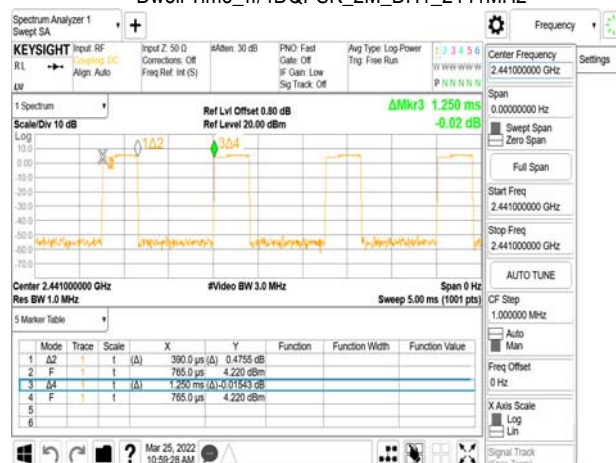 Spectrum Analyzer 1
Swept SA
Frequency
Settings
KEYSIGHT
RL
Input: RF
Coupling: DC
Align: Auto
Input Z: 50 Ω
Corrections: Off
Freq Ref: Int (S)
#Atten: 30 dB
PNO: Fast
Gate: Off
IF Gain: Low
Sig Track: Off
Avg Type: Log-Power
Trig: Free Run
1 2 3 4 5 6
W W W W W W
P N N N N N
1 Spectrum
Scale/Div 10 dB
Ref Lvl Offset 0.80 dB
Ref Level 20.00 dBm
ΔMkr3 1.250 ms
-0.02 dB
Log
10.0
0.00
-10.0
-20.0
-30.0
-40.0
-50.0
-60.0
-70.0
1Δ2
3Δ4
Center 2.441000000 GHz
Res BW 1.0 MHz
#Video BW 3.0 MHz
Span 0 Hz
Sweep 5.00 ms (1001 pts)
5 Marker Table
Mode Trace Scale X Y Function Function Width Function Value
1 Δ2 1 t (Δ) 390.0 µs (Δ) 0.4755 dB
2 F 1 t 765.0 µs 4.220 dBm
3 Δ4 1 t (Δ) 1.250 ms (Δ) -0.01543 dB
4 F 1 t 765.0 µs 4.220 dBm
5
6
Mar 25, 2022
10:59:28 AM
Center Frequency
2.441000000 GHz
Span
0.00000000 Hz
Swept Span
Zero Span
Full Span
Start Freq
2.441000000 GHz
Stop Freq
2.441000000 GHz
AUTO TUNE
CF Step
1.000000 MHz
Auto
Man
Freq Offset
0 Hz
X Axis Scale
Log
Lin
Signal Track